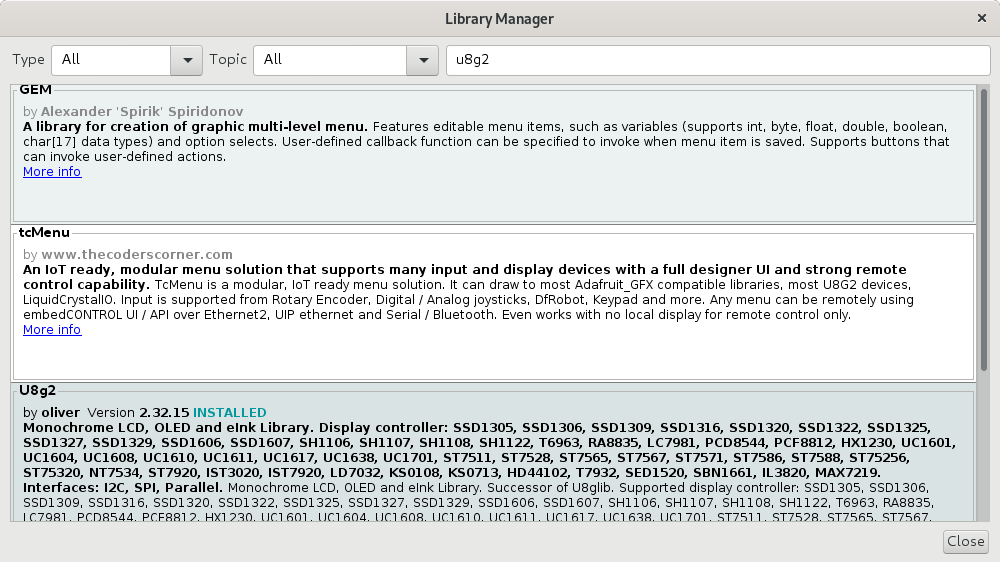 Library Manager
×
Type All Topic All u8g2
GEM
by Alexander 'Spirik' Spiridonov
A library for creation of graphic multi-level menu. Features editable menu items, such as variables (supports int, byte, float, double, boolean,
char[17] data types) and option selects. User-defined callback function can be specified to invoke when menu item is saved. Supports buttons that
can invoke user-defined actions.
More info
tcMenu
by www.thecoderscorner.com
An IoT ready, modular menu solution that supports many input and display devices with a full designer UI and strong remote
control capability. TcMenu is a modular, IoT ready menu solution. It can draw to most Adafruit_GFX compatible libraries, most U8G2 devices,
LiquidCrystalIO. Input is supported from Rotary Encoder, Digital / Analog joysticks, DfRobot, Keypad and more. Any menu can be remotely using
embedCONTROL UI / API over Ethernet2, UIP ethernet and Serial / Bluetooth. Even works with no local display for remote control only.
More info
U8g2
by oliver Version 2.32.15 INSTALLED
Monochrome LCD, OLED and eInk Library. Display controller: SSD1305, SSD1306, SSD1309, SSD1316, SSD1320, SSD1322, SSD1325,
SSD1327, SSD1329, SSD1606, SSD1607, SH1106, SH1107, SH1108, SH1122, T6963, RA8835, LC7981, PCD8544, PCF8812, HX1230, UC1601,
UC1604, UC1608, UC1610, UC1611, UC1617, UC1638, UC1701, ST7511, ST7528, ST7565, ST7567, ST7571, ST7586, ST7588, ST75256,
ST75320, NT7534, ST7920, IST3020, IST7920, LD7032, KS0108, KS0713, HD44102, T7932, SED1520, SBN1661, IL3820, MAX7219.
Interfaces: I2C, SPI, Parallel. Monochrome LCD, OLED and eInk Library. Successor of U8glib. Supported display controller: SSD1305, SSD1306,
SSD1309, SSD1316, SSD1320, SSD1322, SSD1325, SSD1327, SSD1329, SSD1606, SSD1607, SH1106, SH1107, SH1108, SH1122, T6963, RA8835,
LC7981, PCD8544, PCF8812, HX1230, UC1601, UC1604, UC1608, UC1610, UC1611, UC1617, UC1638, UC1701, ST7511, ST7528, ST7565, ST7567,
Close